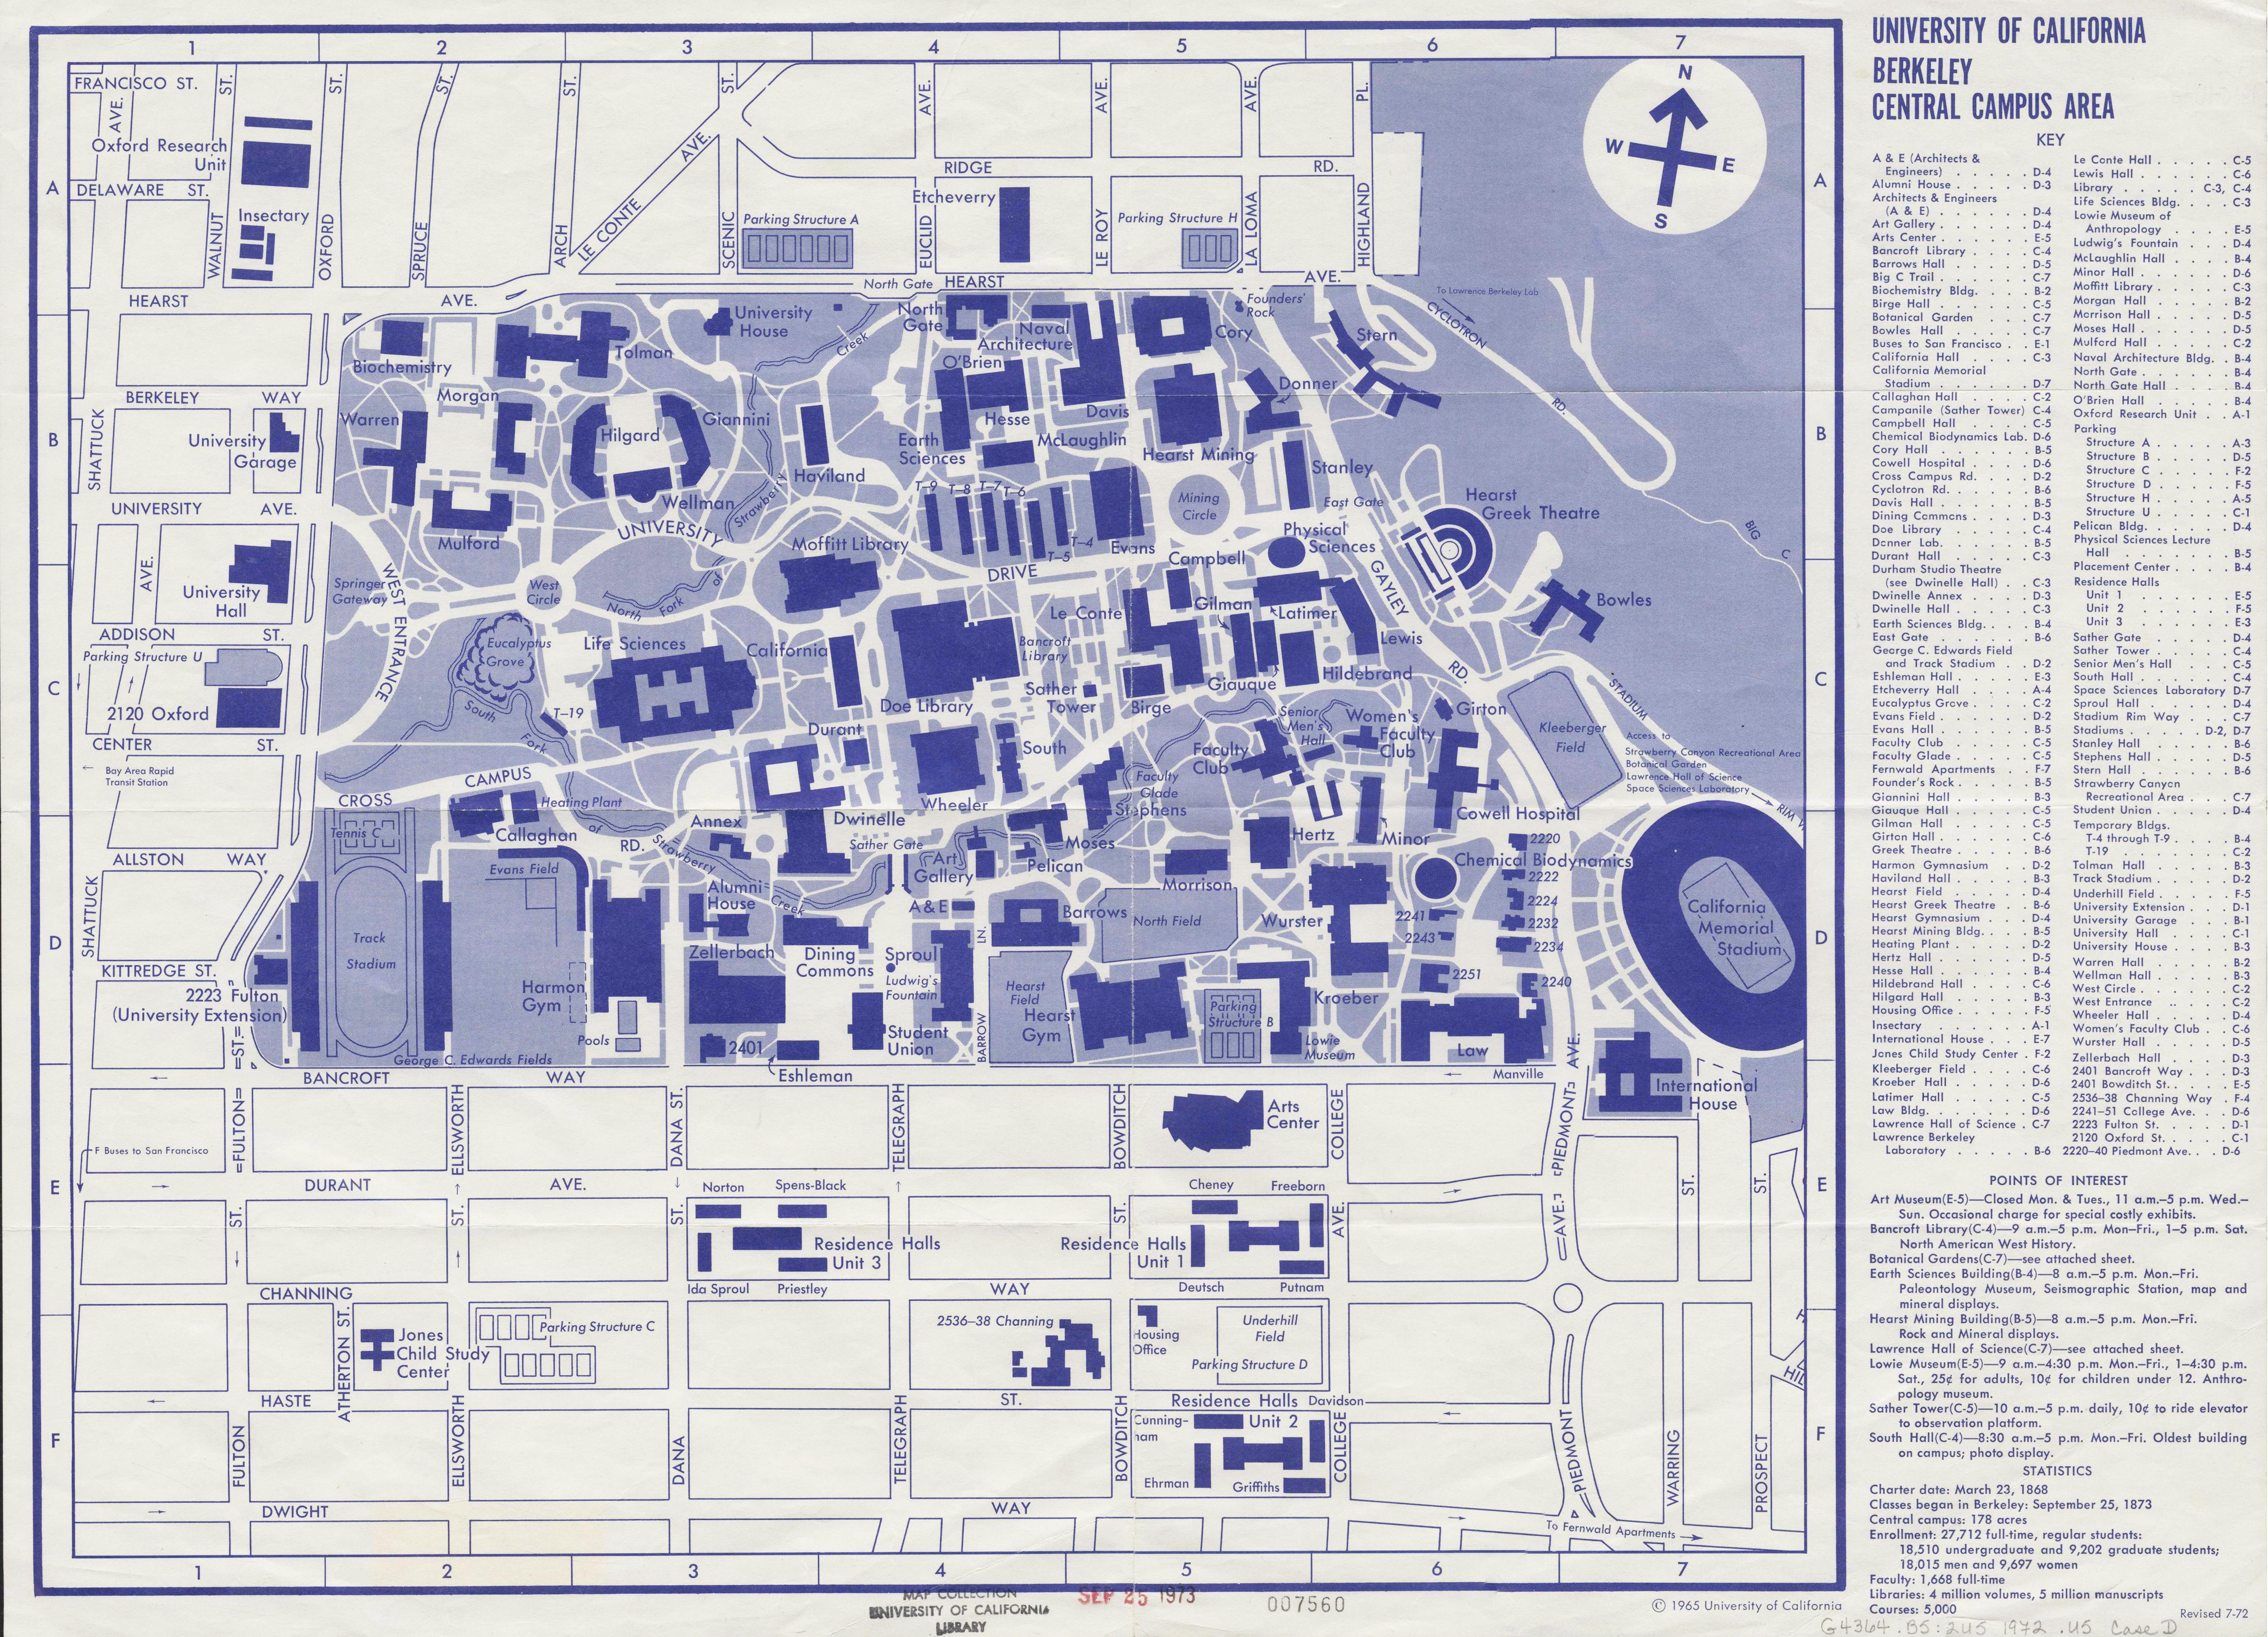 UNIVERSITY OF CALIFORNIA
BERKELEY
CENTRAL CAMPUS AREA
KEY
A & E (Architects &
Engineers) . . . . . D-4
Alumni House . . . . . D-3
Architects & Engineers
(A & E) . . . . . . D-4
Art Gallery . . . . . . D-4
Arts Center . . . . . . E-5
Bancroft Library . . . . C-4
Barrows Hall . . . . . D-5
Big C Trail . . . . . . C-7
Biochemistry Bldg. . . . B-2
Birge Hall . . . . . . C-5
Botanical Garden . . . . C-7
Bowles Hall . . . . . C-7
Buses to San Francisco . . E-1
California Hall . . . . C-3
California Memorial
Stadium . . . . . . D-7
Callaghan Hall . . . . C-2
Campanile (Sather Tower) C-4
Campbell Hall . . . . . C-5
Chemical Biodynamics Lab. D-6
Cory Hall . . . . . . B-5
Cowell Hospital . . . . D-6
Cross Campus Rd. . . . . D-2
Cyclotron Rd. . . . . . B-6
Davis Hall . . . . . . B-5
Dining Commons . . . . D-3
Doe Library . . . . . C-4
Donner Lab. . . . . . B-5
Durant Hall . . . . . C-3
Durham Studio Theatre
(see Dwinelle Hall) . . C-3
Dwinelle Annex . . . . D-3
Dwinelle Hall . . . . . C-3
Earth Sciences Bldg. . . . B-4
East Gate . . . . . . B-6
George C. Edwards Field
and Track Stadium . . D-2
Eshleman Hall . . . . . E-3
Etcheverry Hall . . . . A-4
Eucalyptus Grove . . . . C-2
Evans Field . . . . . . D-2
Evans Hall . . . . . . B-5
Faculty Club . . . . . C-5
Faculty Glade . . . . . C-5
Fernwald Apartments . . F-7
Founder's Rock . . . . . B-5
Giannini Hall . . . . . B-3
Giauque Hall . . . . . C-5
Gilman Hall . . . . . C-5
Girton Hall . . . . . . C-6
Greek Theatre . . . . . B-6
Harmon Gymnasium . . . D-2
Haviland Hall . . . . . B-3
Hearst Field . . . . . D-4
Hearst Greek Theatre . . B-6
Hearst Gymnasium . . . D-4
Hearst Mining Bldg. . . . B-5
Heating Plant . . . . . D-2
Hertz Hall . . . . . . D-5
Hesse Hall . . . . . . B-4
Hildebrand Hall . . . . C-6
Hilgard Hall . . . . . B-3
Housing Office . . . . . F-5
Insectary . . . . . . A-1
International House . . . E-7
Jones Child Study Center . F-2
Kleeberger Field . . . . C-6
Kroeber Hall . . . . . D-6
Latimer Hall . . . . . C-5
Law Bldg. . . . . . . D-6
Lawrence Hall of Science . C-7
Lawrence Berkeley
Laboratory . . . . . B-6
Le Conte Hall . . . . . C-5
Lewis Hall . . . . . . C-6
Library . . . . . C-3, C-4
Life Sciences Bldg. . . . C-3
Lowie Museum of
Anthropology . . . . E-5
Ludwig's Fountain . . . D-4
McLaughlin Hall . . . . B-4
Minor Hall . . . . . . D-6
Moffitt Library . . . . . C-3
Morgan Hall . . . . . B-2
Morrison Hall . . . . . D-5
Moses Hall . . . . . . D-5
Mulford Hall . . . . . C-2
Naval Architecture Bldg. . B-4
North Gate . . . . . . B-4
North Gate Hall . . . . B-4
O'Brien Hall . . . . . B-4
Oxford Research Unit . . A-1
Parking
Structure A . . . . . A-3
Structure B . . . . . D-5
Structure C . . . . . F-2
Structure D . . . . . F-5
Structure H . . . . . A-5
Structure U . . . . . C-1
Pelican Bldg. . . . . . D-4
Physical Sciences Lecture
Hall . . . . . . . B-5
Placement Center . . . . B-4
Residence Halls
Unit 1 . . . . . . E-5
Unit 2 . . . . . . F-5
Unit 3 . . . . . . E-3
Sather Gate . . . . . D-4
Sather Tower . . . . . C-4
Senior Men's Hall . . . C-5
South Hall . . . . . . C-4
Space Sciences Laboratory D-7
Sproul Hall . . . . . . D-4
Stadium Rim Way . . . C-7
Stadiums . . . . . D-2, D-7
Stanley Hall . . . . . B-6
Stephens Hall . . . . . D-5
Stern Hall . . . . . . B-6
Strawberry Canyon
Recreational Area . . . C-7
Student Union . . . . . D-4
Temporary Bldgs.
T-4 through T-9 . . . . B-4
T-19 . . . . . . . C-2
Tolman Hall . . . . . B-3
Track Stadium . . . . . D-2
Underhill Field . . . . . F-5
University Extension . . . D-1
University Garage . . . B-1
University Hall . . . . C-1
University House . . . . B-3
Warren Hall . . . . . B-2
Wellman Hall . . . . . B-3
West Circle . . . . . . C-2
West Entrance . . . . C-2
Wheeler Hall . . . . . D-4
Women's Faculty Club . . C-6
Wurster Hall . . . . . D-5
Zellerbach Hall . . . . D-3
2401 Bancroft Way . . . D-3
2401 Bowditch St. . . . . E-5
2536–38 Channing Way . F-4
2241–51 College Ave. . . D-6
2223 Fulton St. . . . . D-1
2120 Oxford St. . . . . C-1
2220–40 Piedmont Ave. . . D-6
POINTS OF INTEREST
Art Museum(E-5)—Closed Mon. & Tues., 11 a.m.–5 p.m. Wed.–
Sun. Occasional charge for special costly exhibits.
Bancroft Library(C-4)—9 a.m.–5 p.m. Mon–Fri., 1–5 p.m. Sat.
North American West History.
Botanical Gardens(C-7)—see attached sheet.
Earth Sciences Building(B-4)—8 a.m.–5 p.m. Mon.–Fri.
Paleontology Museum, Seismographic Station, map and
mineral displays.
Hearst Mining Building(B-5)—8 a.m.–5 p.m. Mon.–Fri.
Rock and Mineral displays.
Lawrence Hall of Science(C-7)—see attached sheet.
Lowie Museum(E-5)—9 a.m.–4:30 p.m. Mon.–Fri., 1–4:30 p.m.
Sat., 25¢ for adults, 10¢ for children under 12. Anthro-
pology museum.
Sather Tower(C-5)—10 a.m.–5 p.m. daily, 10¢ to ride elevator
to observation platform.
South Hall(C-4)—8:30 a.m.–5 p.m. Mon.–Fri. Oldest building
on campus; photo display.
STATISTICS
Charter date: March 23, 1868
Classes began in Berkeley: September 25, 1873
Central campus: 178 acres
Enrollment: 27,712 full-time, regular students:
18,510 undergraduate and 9,202 graduate students;
18,015 men and 9,697 women
Faculty: 1,668 full-time
Libraries: 4 million volumes, 5 million manuscripts
Courses: 5,000
Revised 7-72
© 1965 University of California
G4364 .B5:2U5 1972 .U5 Case D
MAP COLLECTION
UNIVERSITY OF CALIFORNIA
LIBRARY
SEP 25 1973
007560
1 2 3 4 5 6 7
A
B
C
D
E
F
A
B
C
D
E
F
1 2 3 4 5 6 7
N
W
E
S
FRANCISCO ST.
AVE.
ST.
ST.
ST.
ST.
ST.
AVE.
AVE.
AVE.
PL.
Oxford Research
Unit
DELAWARE ST.
Insectary
WALNUT
OXFORD
SPRUCE
ARCH
LE CONTE AVE.
SCENIC
EUCLID
LE ROY
LA LOMA
HIGHLAND
RIDGE RD.
Etcheverry
Parking Structure A
Parking Structure H
HEARST AVE.
North Gate HEARST AVE.
To Lawrence Berkeley Lab
CYCLOTRON
RD.
University
House
Creek
North
Gate
Naval
Architecture
Founders'
Rock
Cory
Stern
Biochemistry
Tolman
O'Brien
Donner
BERKELEY WAY
Morgan
Warren
Hilgard
Giannini
Hesse
Davis
SHATTUCK
University
Garage
Earth
Sciences
McLaughlin
Hearst Mining
Haviland
Stanley
Wellman
Strawberry
T-9 T-8 T-7 T-6
T-5
T-4
Mining
Circle
East Gate
Hearst
Greek Theatre
UNIVERSITY AVE.
UNIVERSITY
DRIVE
Mulford
Moffitt Library
Evans
Physical
Sciences
BIG C
AVE.
University
Hall
Springer
Gateway
WEST ENTRANCE
West
Circle
North Fork of
Campbell
GAYLEY
RD.
Bowles
ADDISON ST.
Parking Structure U
Eucalyptus
Grove
Life Sciences
California
Bancroft
Library
Le Conte
Gilman
Latimer
Lewis
Hildebrand
Giauque
2120 Oxford
South
Fork
of
Strawberry
Creek
T–19
Durant
Doe Library
Sather
Tower
Birge
Senior
Men's
Hall
Women's
Faculty
Club
Girton
Kleeberger
Field
STADIUM
RIM W
CENTER ST.
Bay Area Rapid
Transit Station
Access to
Strawberry Canyon Recreational Area
Botanical Garden
Lawrence Hall of Science
Space Sciences Laboratory
CROSS
CAMPUS
RD.
Heating Plant
Callaghan
Annex
Dwinelle
Wheeler
South
Faculty
Club
Faculty
Glade
Stephens
Cowell Hospital
Tennis C
Evans Field
Sather Gate
Art
Gallery
Pelican
Moses
Hertz
Minor
2220
Chemical Biodynamics
2222
2224
2232
2234
2240
2241
2243
2251
ALLSTON WAY
SHATTUCK
Alumni
House
A & E
Barrows
Morrison
North Field
Wurster
California
Memorial
Stadium
Track
Stadium
KITTREDGE ST.
2223 Fulton
(University Extension)
Harmon
Gym
Zellerbach
Dining
Commons
Sproul
Ludwig's
Fountain
BARROW
LN.
Hearst
Field
Hearst
Gym
Parking
Structure B
Kroeber
Lowie
Museum
Law
Pools
George C. Edwards Fields
2401
Student
Union
Eshleman
International
House
BANCROFT WAY
Manville
ST.
FULTON
ELLSWORTH
DANA ST.
TELEGRAPH
BOWDITCH
COLLEGE
PIEDMONT
AVE.
Arts
Center
F Buses to San Francisco
DURANT AVE.
Norton
Spens-Black
Cheney
Freeborn
ST.
ST.
ST.
ST.
AVE.
AVE.
ST.
ST.
Residence Halls
Unit 3
Residence Halls
Unit 1
Ida Sproul
Priestley
Deutsch
Putnam
CHANNING WAY
ATHERTON ST.
Jones
Child Study
Center
Parking Structure C
2536–38 Channing
Housing
Office
Underhill
Field
Parking Structure D
HASTE ST.
Residence Halls
Unit 2
Davidson
Cunning-
ham
Ehrman
Griffiths
FULTON
ELLSWORTH
DANA
TELEGRAPH
BOWDITCH
COLLEGE
PIEDMONT
WARRING
PROSPECT
HIL
DWIGHT WAY
To Fernwald Apartments